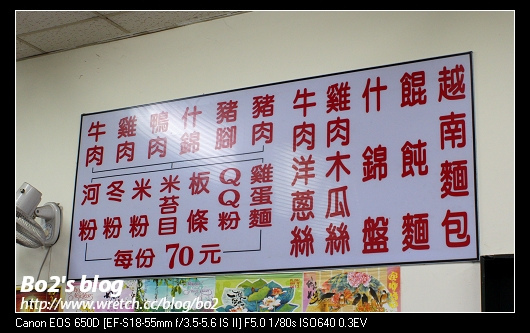 越南麵包
餛飩麵
什錦盤
雞肉木瓜絲
牛肉洋蔥絲
豬肉
豬腳
什錦
鴨肉
雞肉
牛肉
雞蛋麵
QQ粉
板條
米苔目
米粉
冬粉
河粉
每份70元
Bo2's blog
http://www.wretch.cc/blog/bo2
Canon EOS 650D [EF-S18-55mm f/3.5-5.6 IS II] F5.0 1/80s ISO640 0.3EV